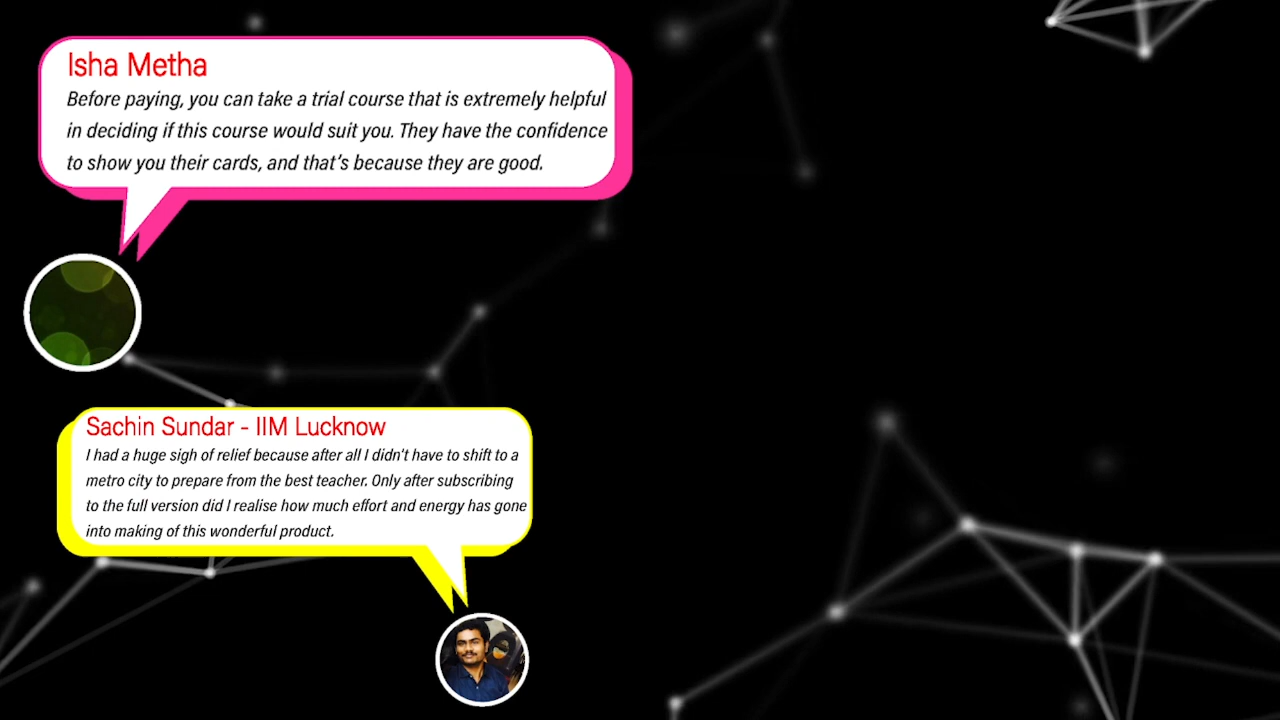 Isha Metha
Before paying, you can take a trial course that is extremely helpful
in deciding if this course would suit you. They have the confidence
to show you their cards, and that's because they are good.
Sachin Sundar - IIM Lucknow
I had a huge sigh of relief because after all I didn't have to shift to a
metro city to prepare from the best teacher. Only after subscribing
to the full version did I realise how much effort and energy has gone
into making of this wonderful product.